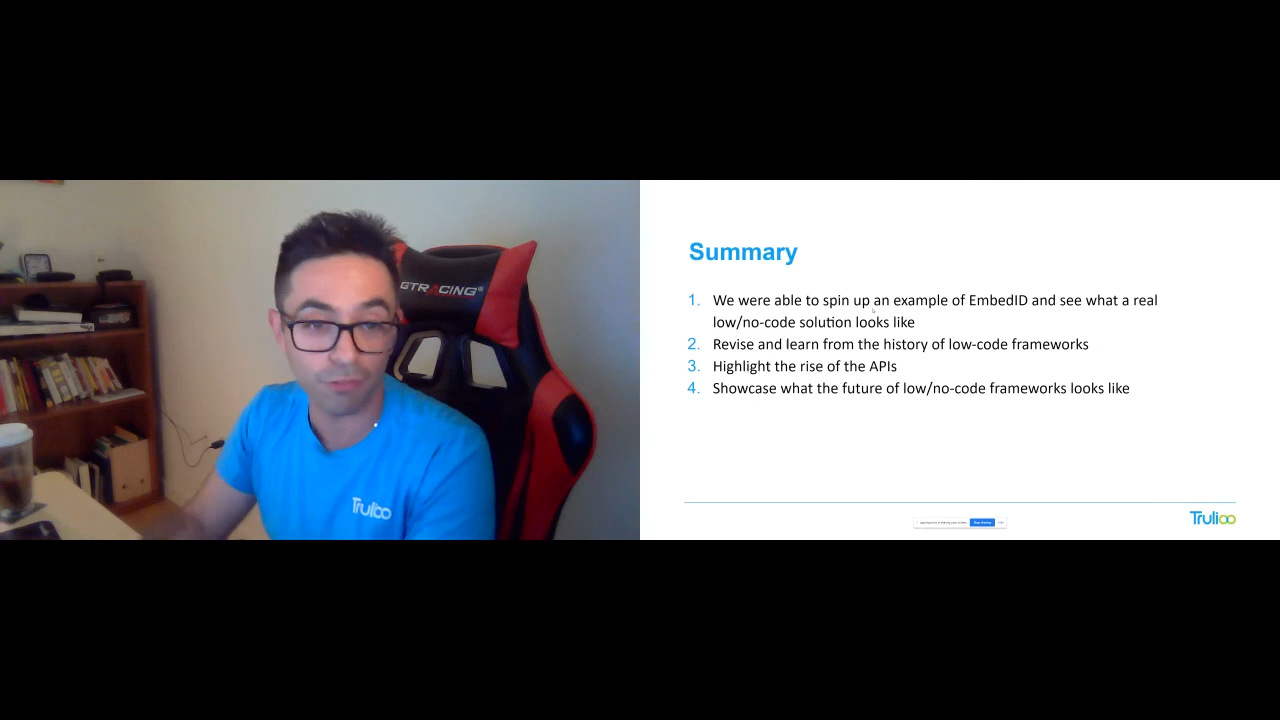 GTRACING
Trulioo
Summary
1. We were able to spin up an example of EmbedID and see what a real
low/no-code solution looks like
2. Revise and learn from the history of low-code frameworks
3. Highlight the rise of the APIs
4. Showcase what the future of low/no-code frameworks looks like
Stop sharing
Trulioo